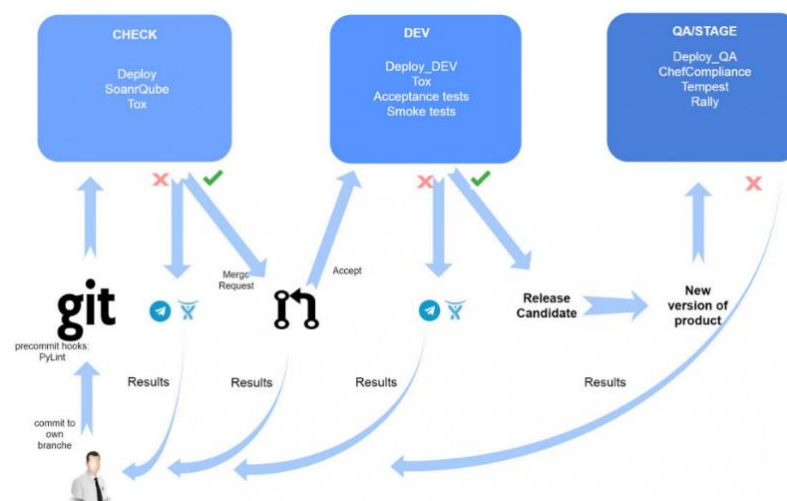 CHECK
Deploy
SoanrQube
Tox
DEV
Deploy_DEV
Tox
Acceptance tests
Smoke tests
QA/STAGE
Deploy_QA
ChefCompliance
Tempest
Rally
git
precommit hooks:
PyLint
Merge
Request
Accept
Release
Candidate
New
version of
product
Results
Results
Results
Results
commit to
own
branche